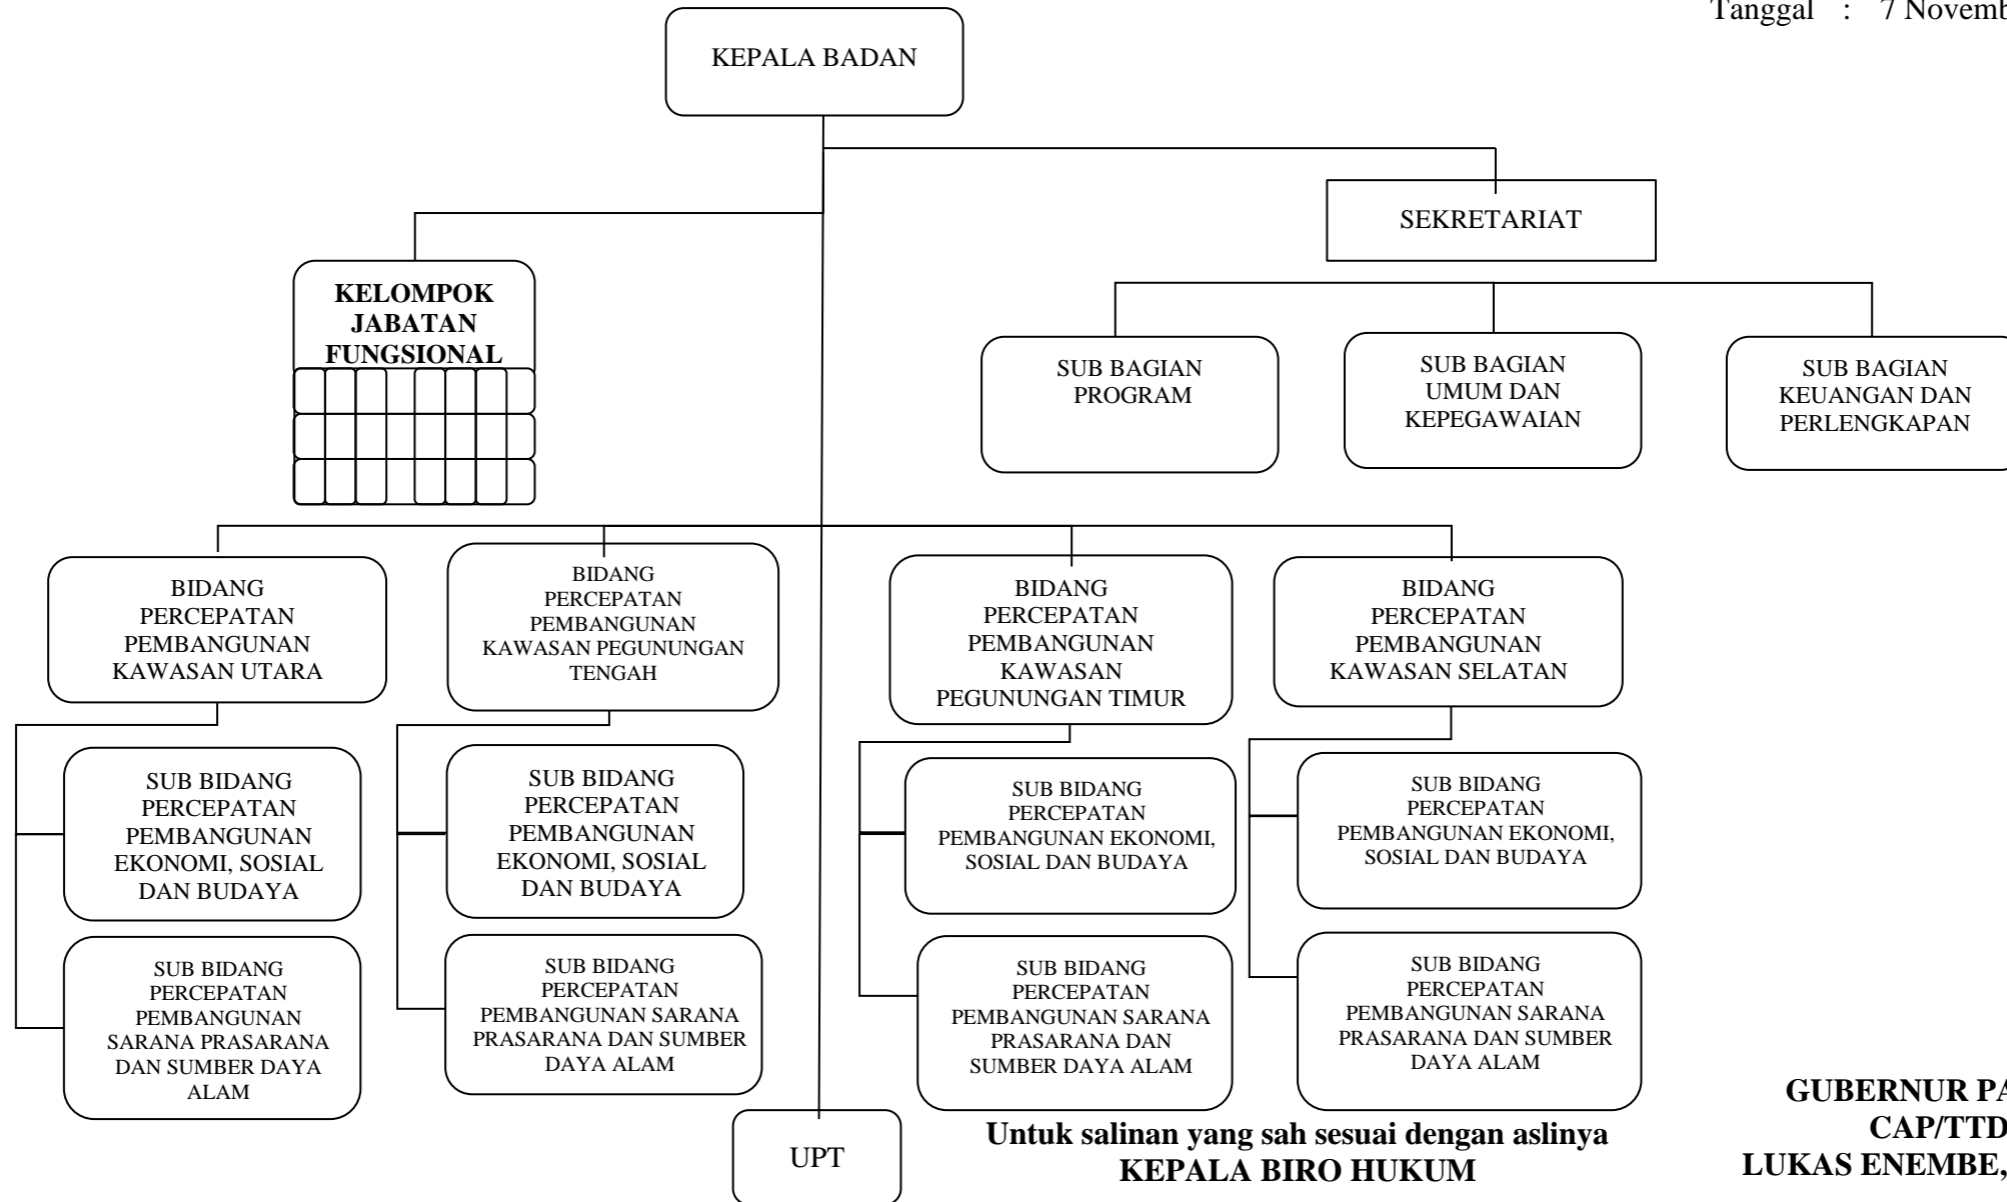 Tanggal : 7
KEPALA BADAN
SEKRETARIAT
KELOMPOK
JABATAN
FUNGSIONAL
SUB BAGIAN
PROGRAM
SUB BAGIAN
UMUM DAN
KEPEGAWAIAN
SUB BAGIAN
KEUANGAN DAN
PERLENGKAPAN
BIDANG
PERCEPATAN
PEMBANGUNAN
KAWASAN UTARA
BIDANG
PERCEPATAN
PEMBANGUNAN
KAWASAN PEGUNUNGAN
TENGAH
BIDANG
PERCEPATAN
PEMBANGUNAN
KAWASAN
PEGUNUNGAN TIMUR
BIDANG
PERCEPATAN
PEMBANGUNAN
KAWASAN SELATAN
SUB BIDANG
PERCEPATAN
PEMBANGUNAN
EKONOMI, SOSIAL
DAN BUDAYA
SUB BIDANG
PERCEPATAN
PEMBANGUNAN
EKONOMI, SOSIAL
DAN BUDAYA
SUB BIDANG
PERCEPATAN
PEMBANGUNAN EKONOMI,
SOSIAL DAN BUDAYA
SUB BIDANG
PERCEPATAN
PEMBANGUNAN EKONOMI,
SOSIAL DAN BUDAYA
SUB BIDANG
PERCEPATAN
PEMBANGUNAN
SARANA PRASARANA
DAN SUMBER DAYA
ALAM
SUB BIDANG
PERCEPATAN
PEMBANGUNAN SARANA
PRASARANA DAN SUMBER
DAYA ALAM
SUB BIDANG
PERCEPATAN
PEMBANGUNAN SARANA
PRASARANA DAN
SUMBER DAYA ALAM
SUB BIDANG
PERCEPATAN
PEMBANGUNAN SARANA
PRASARANA DAN SUMBER
DAYA ALAM
UPT
Untuk salinan yang sah sesuai dengan aslinya
KEPALA BIRO HUKUM
GUBERNUR
CAP/TTD
LUKAS ENEMBE,